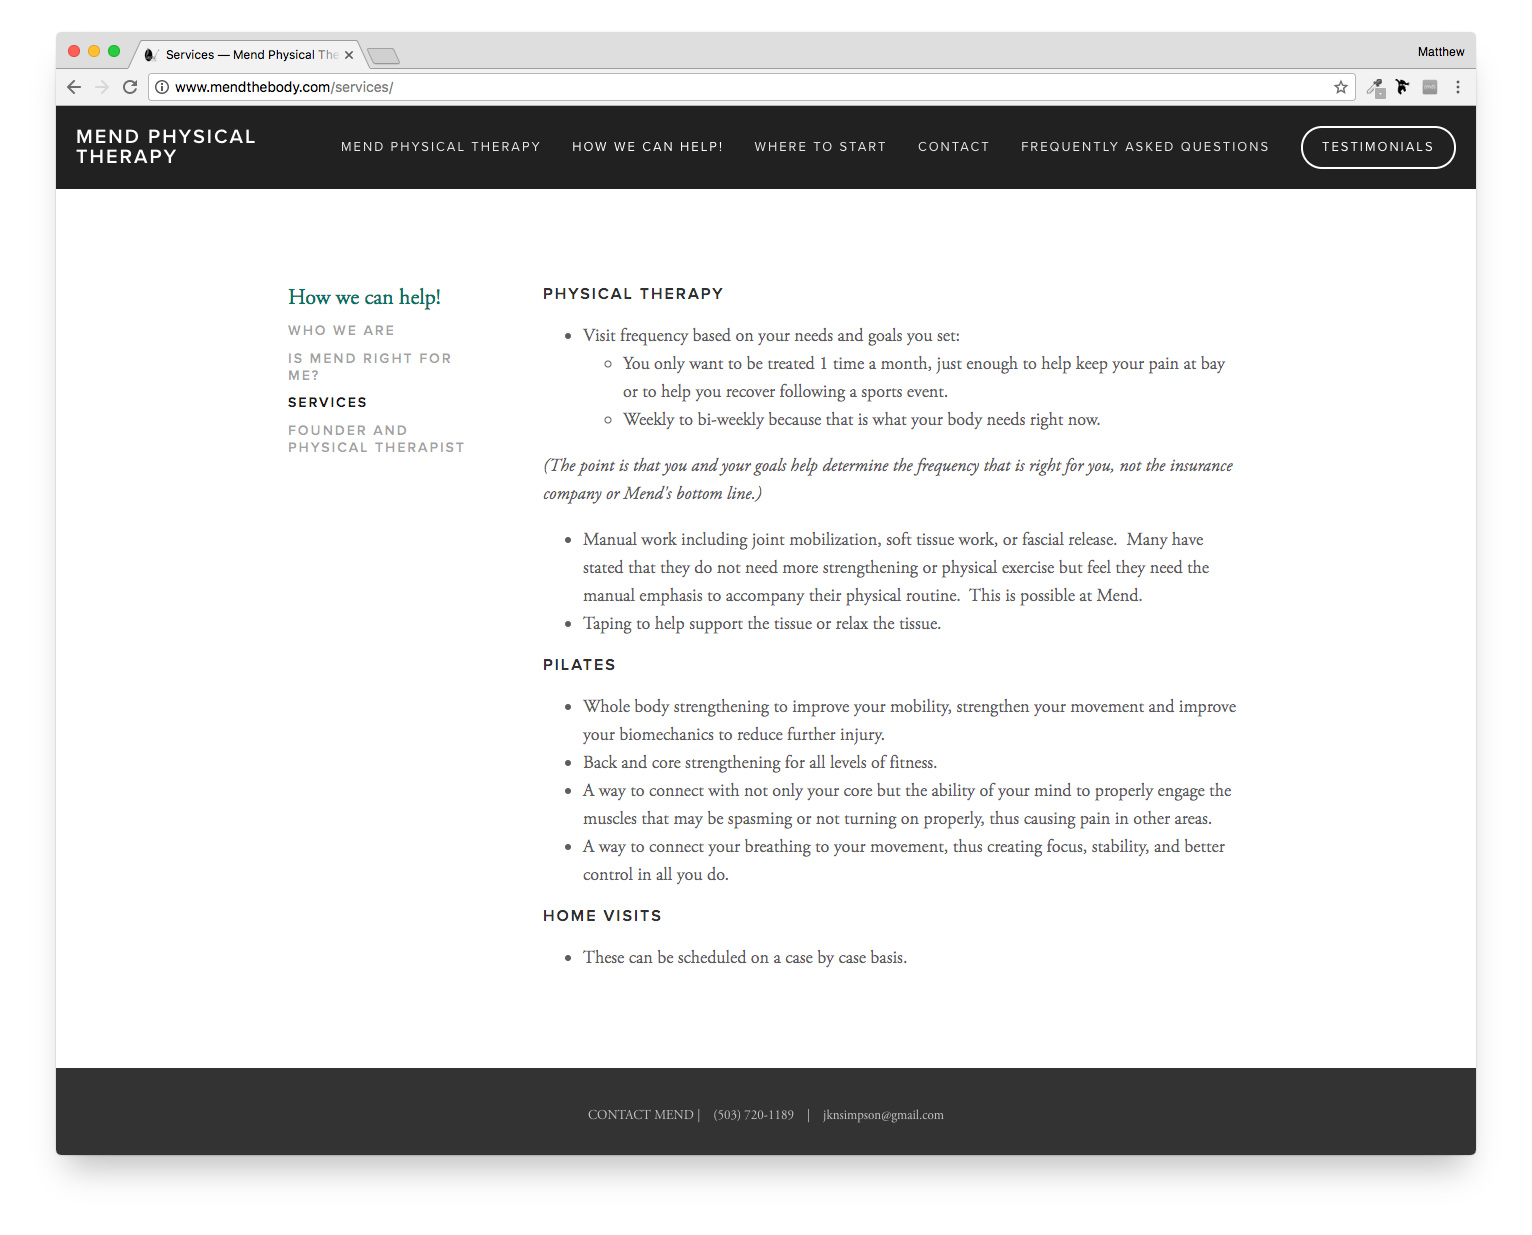 Services — Mend Physical The
Matthew
www.mendthebody.com/services/
MEND PHYSICAL
THERAPY
MEND PHYSICAL THERAPY
HOW WE CAN HELP!
WHERE TO START
CONTACT
FREQUENTLY ASKED QUESTIONS
TESTIMONIALS
How we can help!
WHO WE ARE
IS MEND RIGHT FOR
ME?
SERVICES
FOUNDER AND
PHYSICAL THERAPIST
PHYSICAL THERAPY
• Visit frequency based on your needs and goals you set:
◦ You only want to be treated 1 time a month, just enough to help keep your pain at bay
or to help you recover following a sports event.
◦ Weekly to bi-weekly because that is what your body needs right now.
(The point is that you and your goals help determine the frequency that is right for you, not the insurance
company or Mend's bottom line.)
• Manual work including joint mobilization, soft tissue work, or fascial release.  Many have
stated that they do not need more strengthening or physical exercise but feel they need the
manual emphasis to accompany their physical routine.  This is possible at Mend.
• Taping to help support the tissue or relax the tissue.
PILATES
• Whole body strengthening to improve your mobility, strengthen your movement and improve
your biomechanics to reduce further injury.
• Back and core strengthening for all levels of fitness.
• A way to connect with not only your core but the ability of your mind to properly engage the
muscles that may be spasming or not turning on properly, thus causing pain in other areas.
• A way to connect your breathing to your movement, thus creating focus, stability, and better
control in all you do.
HOME VISITS
• These can be scheduled on a case by case basis.
CONTACT MEND |    (503) 720-1189    |    jknsimpson@gmail.com